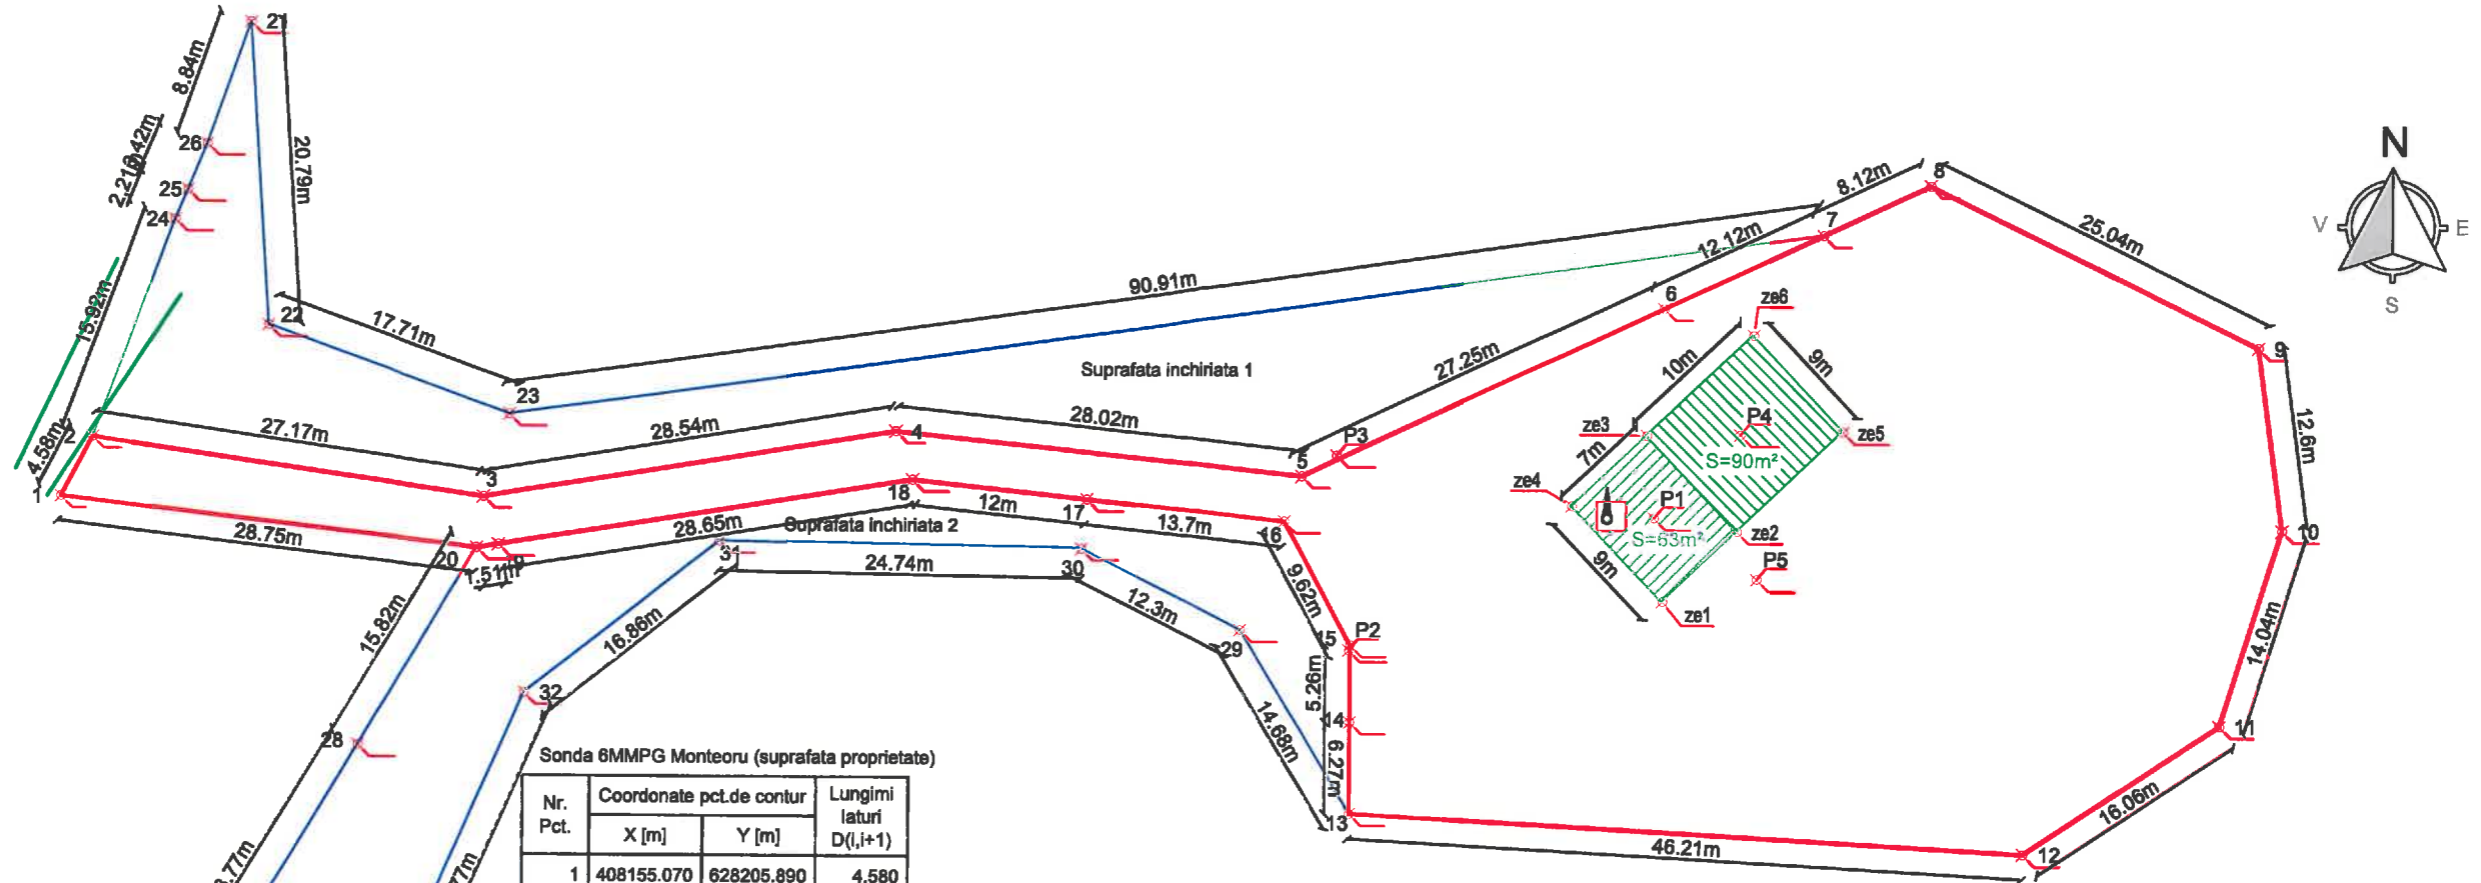 21
8.84m
26
20.79m
25
24
N
V
E
S
22
17.71m
15.92m
23
90.91m
7
8.12m
8
25.04m
12.12m
6
ze6
9
Suprafata inchiriata 1
27.25m
10m
9m
12.6m
4.58m
2
27.17m
28.54m
4
28.02m
P3
5
ze3
P4
ze5
S=90m²
7m
1
3
18
ze4
P1
S=63m²
ze2
28.75m
28.65m
Suprafata inchiriata 2
12m
17
13.7m
16
10
20
1.51m
19
31
24.74m
30
9.62m
9m
P5
ze1
15.82m
16.86m
12.3m
29
15
P2
14.04m
32
5.26m
14
28
14.68m
6.27m
11
13
16.06m
46.21m
12
Sonda 6MMPG Monteoru (suprafata proprietate)
Nr. Pct.
Coordonate pct.de contur
Lungimi laturi D(i,i+1)
X [m]
Y [m]
1 408155.070 628205.890 4.580